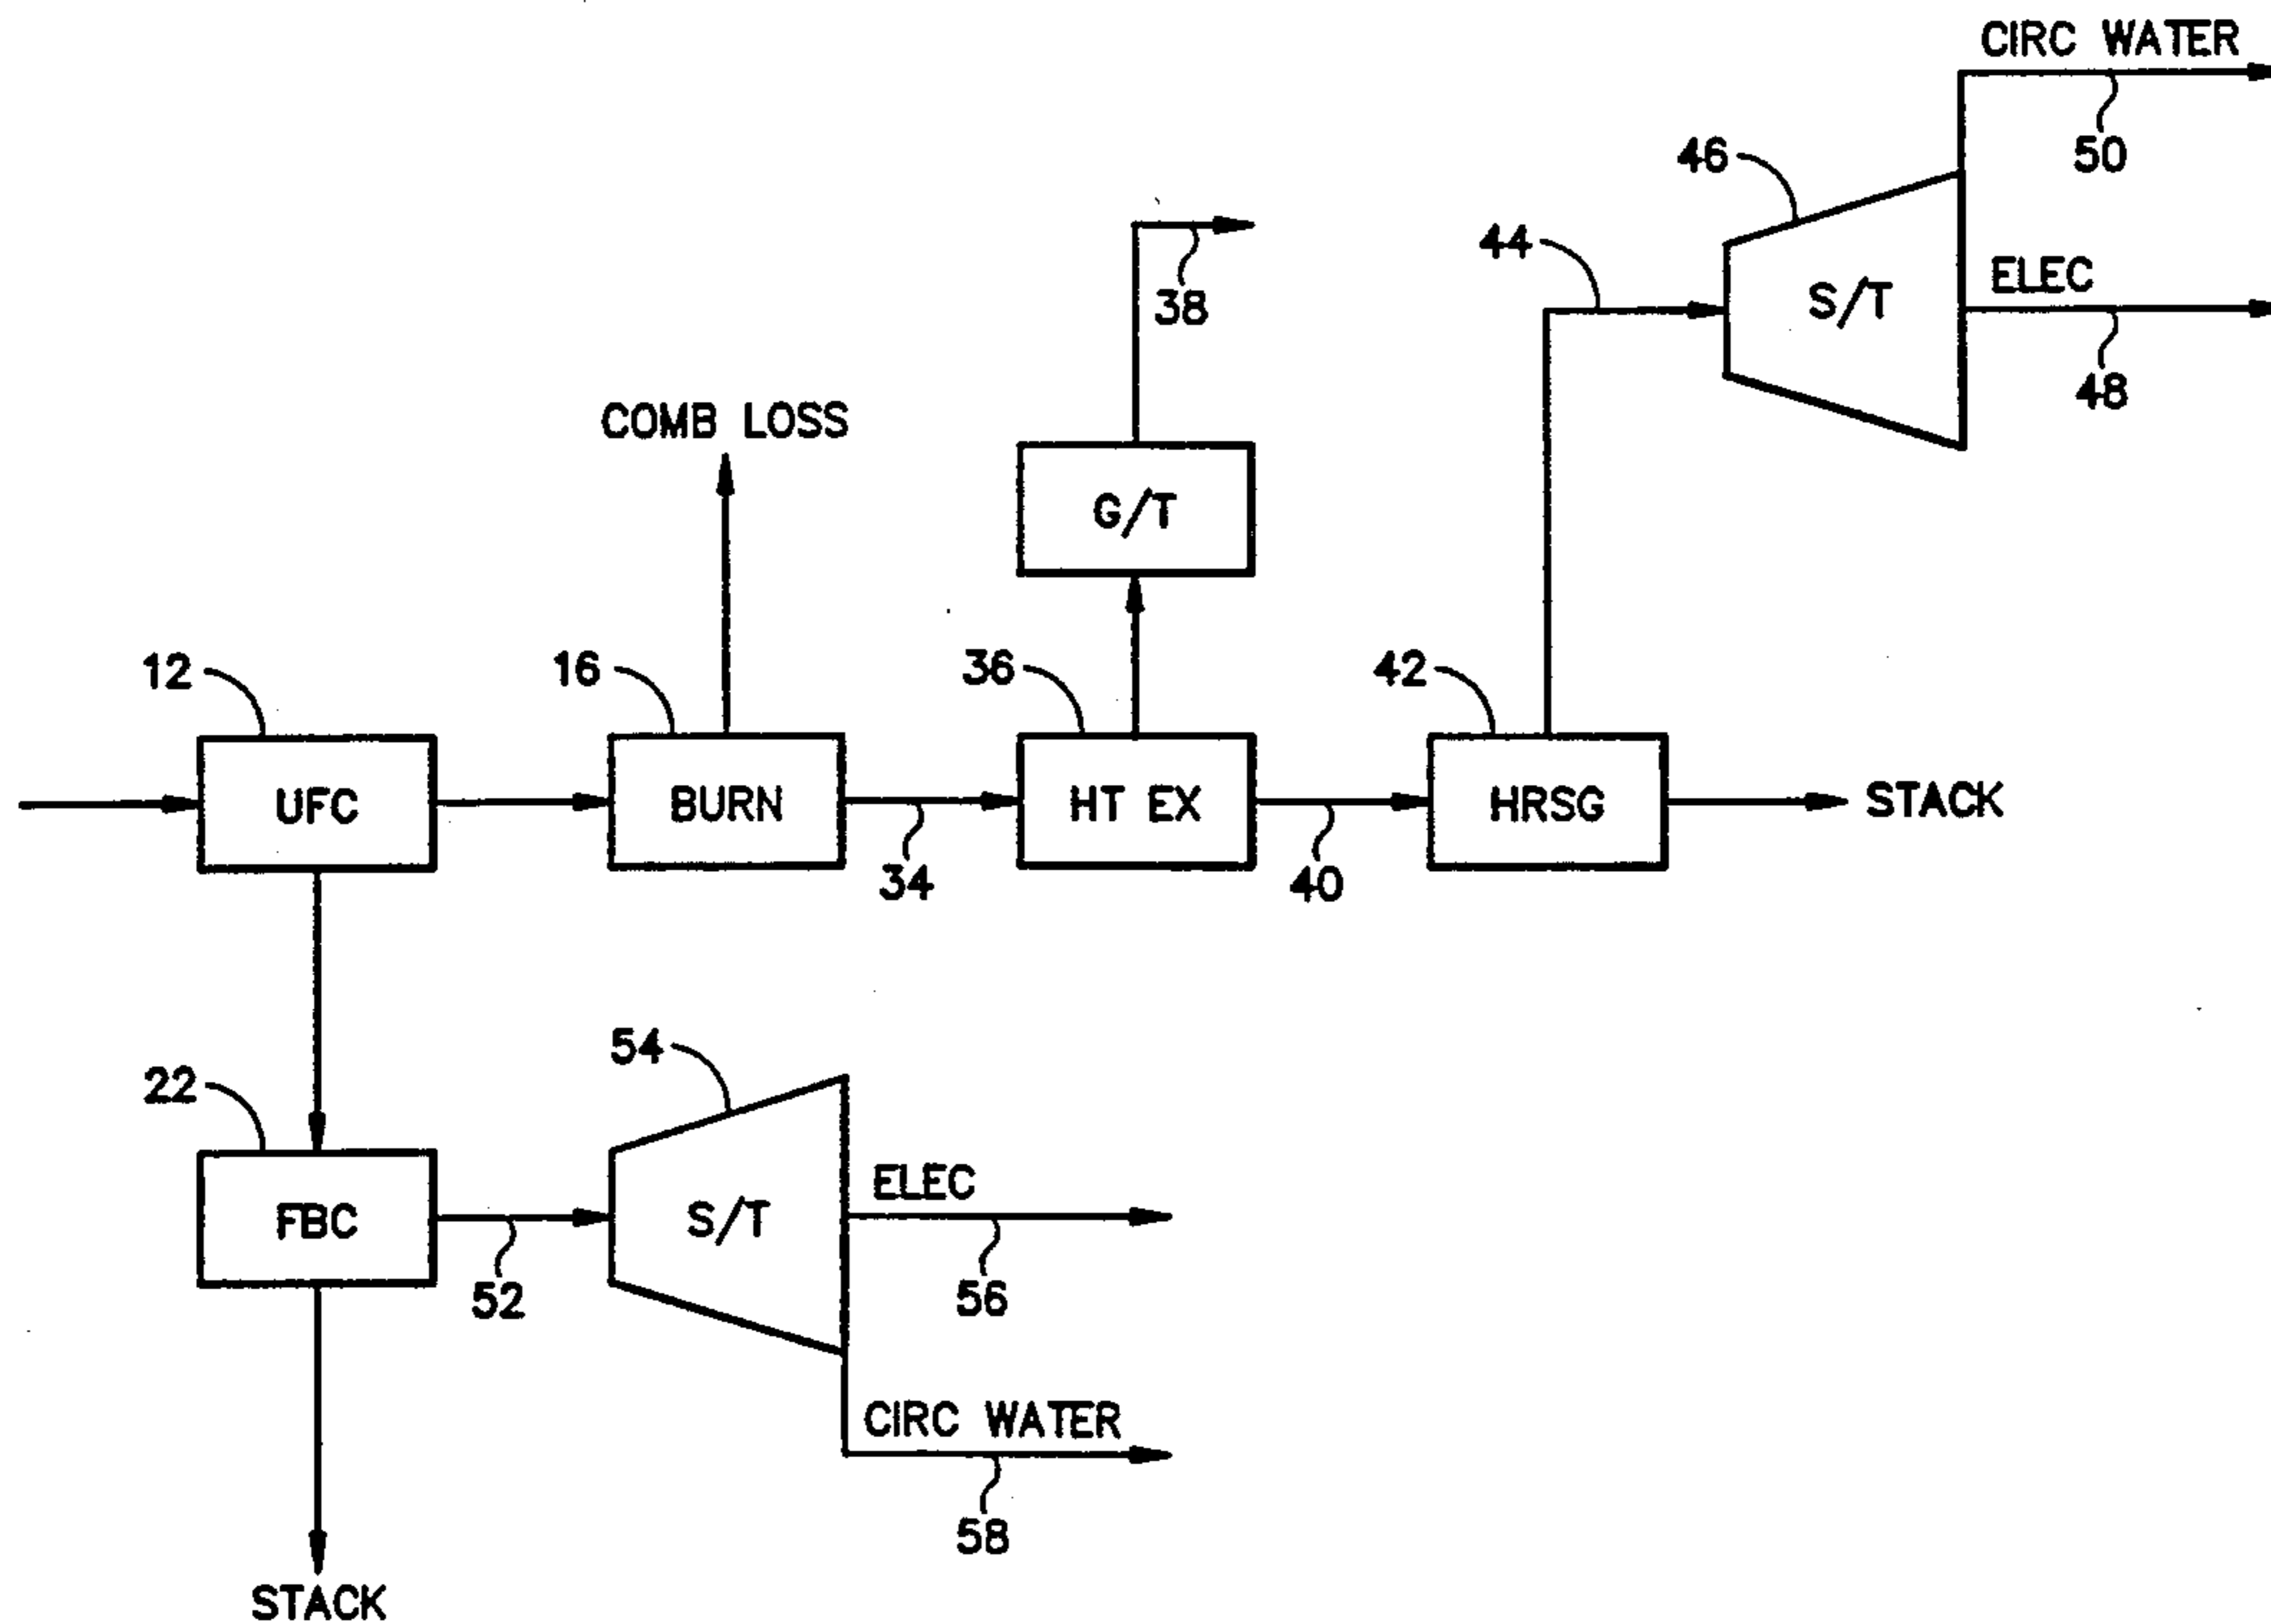 CIRC WATER
50
46
44
S/T
ELEC
48
38
COMB LOSS
G/T
12
16
36
42
UFC
BURN
HT EX
HRSG
STACK
34
40
54
22
ELEC
FBC
S/T
52
56
CIRC WATER
58
STACK